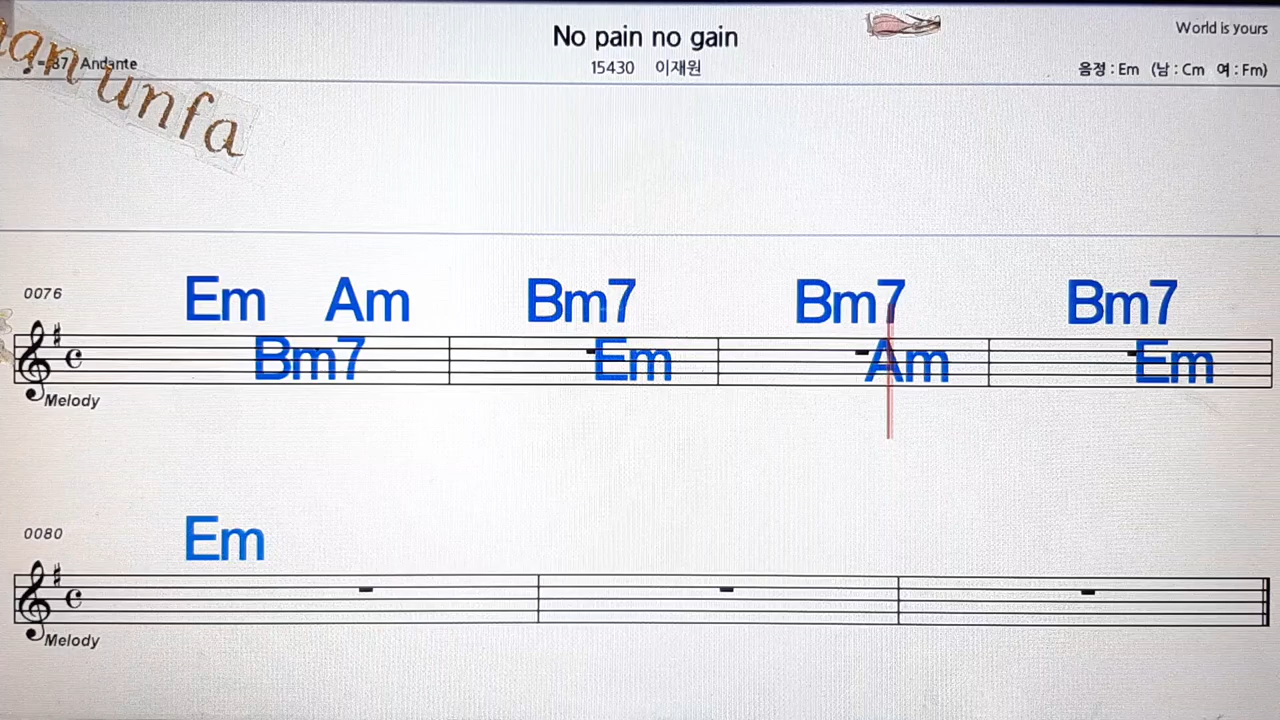 No pain no gain
World is yours
15430 이재원
음정 : Em (남 : Cm 여 : Fm)
= 87 Andante
unfa
0076
Em Am Bm7 Bm7 Bm7
Bm7 Em Am Em
Melody
0080
Em
Melody